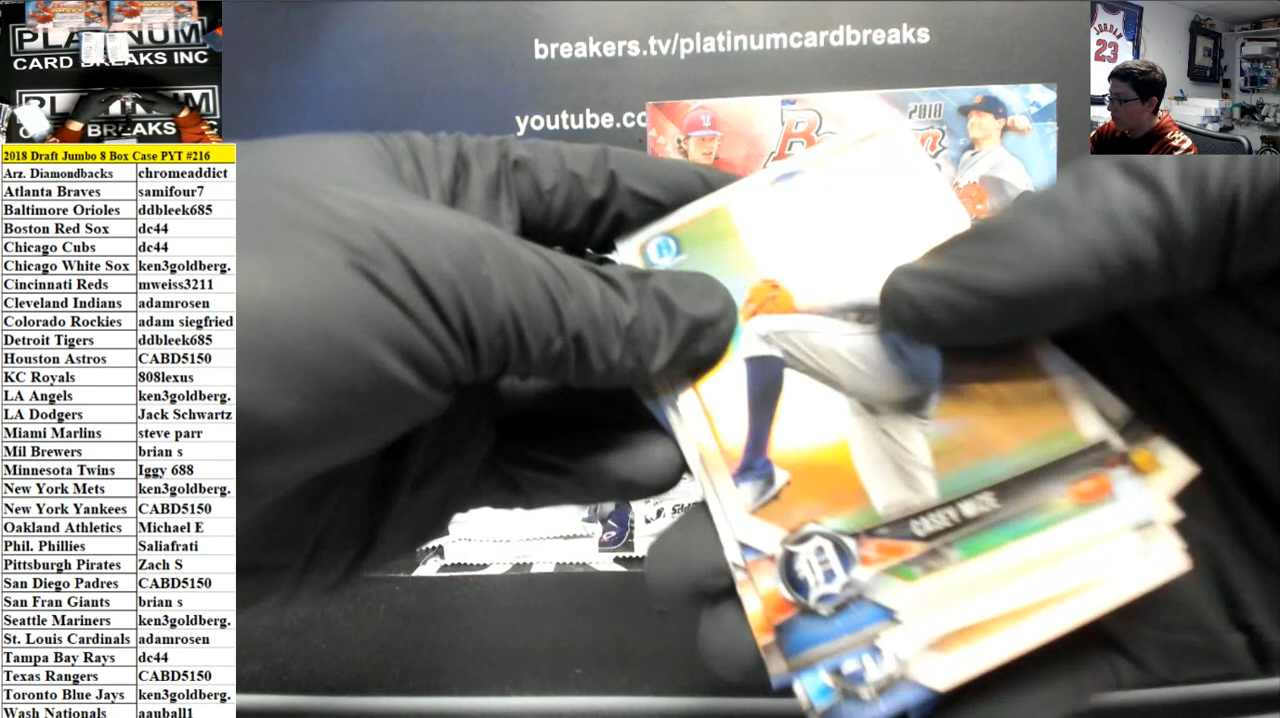 PLATINUM
CARD BREAKS INC
BREAKS
breakers.tv/platinumcardbreaks
youtube.co
2018
JORDAN
23
CASEY MIZE
D
2018 Draft Jumbo 8 Box Case PYT #216
Arz. Diamondbacks chromeaddict
Atlanta Braves samifour7
Baltimore Orioles ddbleek685
Boston Red Sox dc44
Chicago Cubs dc44
Chicago White Sox ken3goldberg.
Cincinnati Reds mweiss3211
Cleveland Indians adamrosen
Colorado Rockies adam siegfried
Detroit Tigers ddbleek685
Houston Astros CABD5150
KC Royals 808lexus
LA Angels ken3goldberg.
LA Dodgers Jack Schwartz
Miami Marlins steve parr
Mil Brewers brian s
Minnesota Twins Iggy 688
New York Mets ken3goldberg.
New York Yankees CABD5150
Oakland Athletics Michael E
Phil. Phillies Saliafrati
Pittsburgh Pirates Zach S
San Diego Padres CABD5150
San Fran Giants brian s
Seattle Mariners ken3goldberg.
St. Louis Cardinals adamrosen
Tampa Bay Rays dc44
Texas Rangers CABD5150
Toronto Blue Jays ken3goldberg.
Wash Nationals aauball1